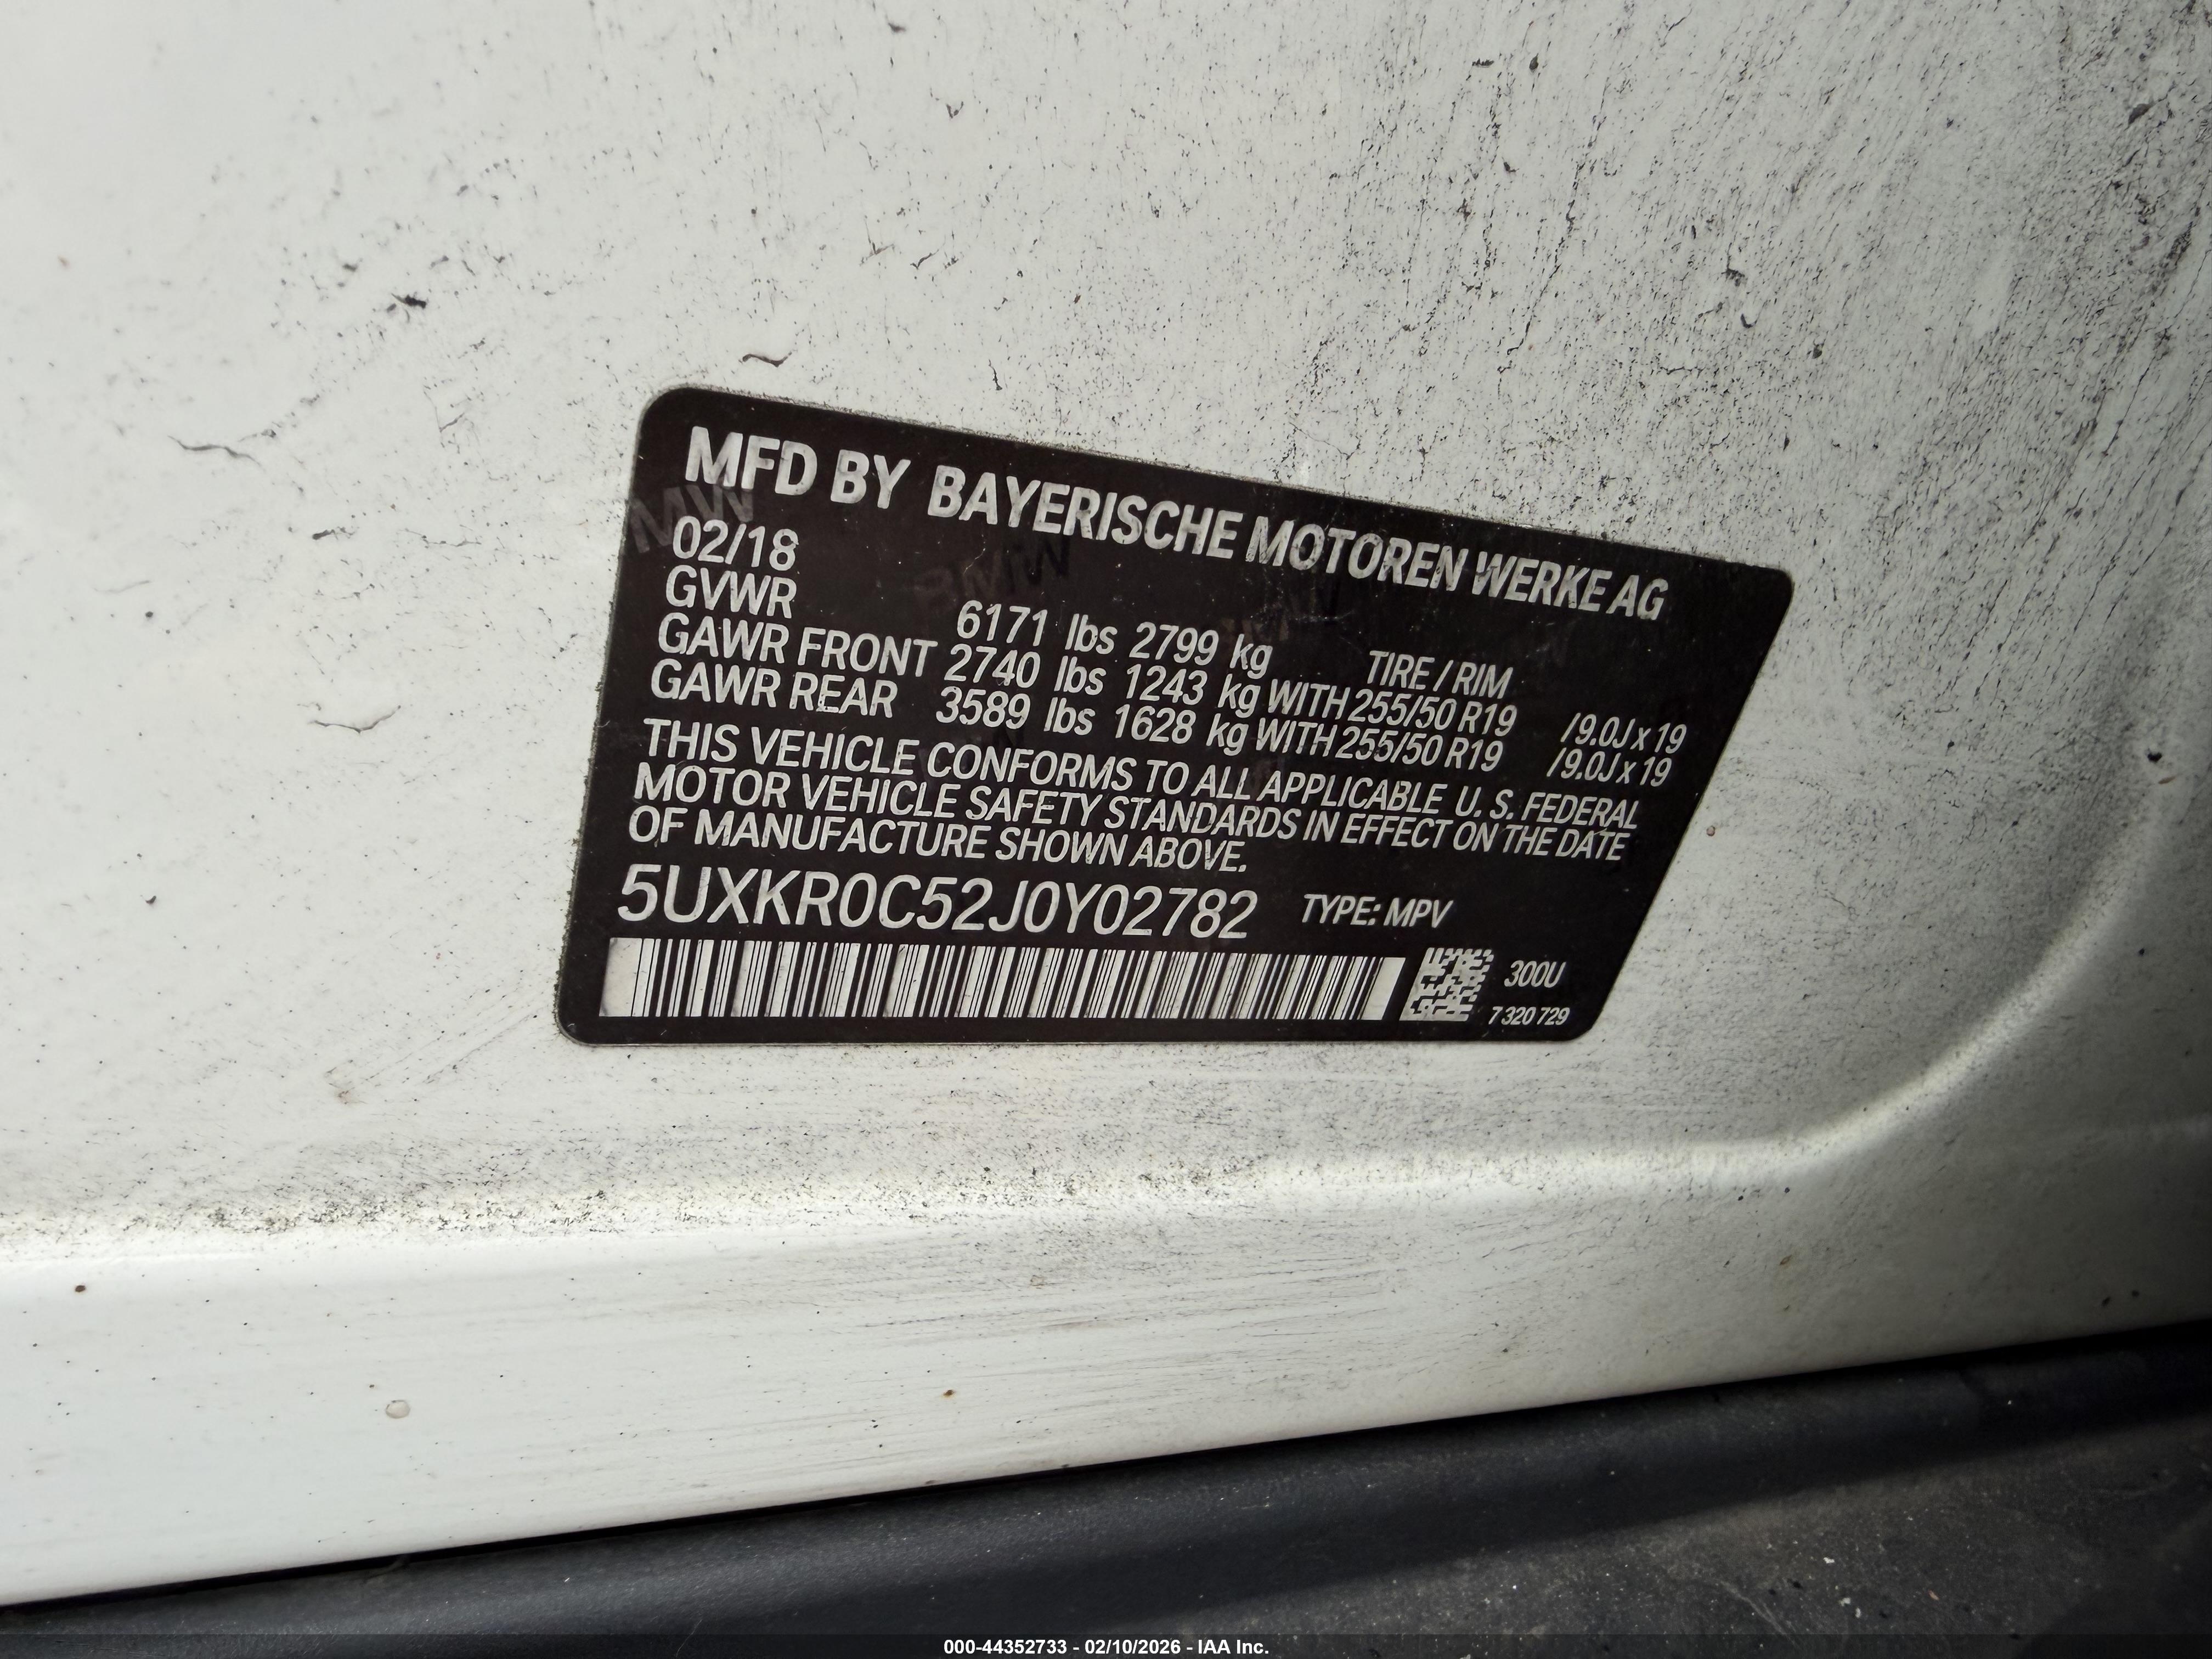 MFD BY BAYERISCHE MOTOREN WERKE AG
02/18
GVWR 6171 lbs 2799 kg TIRE / RIM
GAWR FRONT 2740 lbs 1243 kg WITH 255/50 R19 /9.0J x 19
GAWR REAR 3589 lbs 1628 kg WITH 255/50 R19 /9.0J x 19
THIS VEHICLE CONFORMS TO ALL APPLICABLE U. S. FEDERAL
MOTOR VEHICLE SAFETY STANDARDS IN EFFECT ON THE DATE
OF MANUFACTURE SHOWN ABOVE.
5UXKR0C52J0Y02782 TYPE: MPV
300U
7 320 729
000-44352733 - 02/10/2026 - IAA Inc.